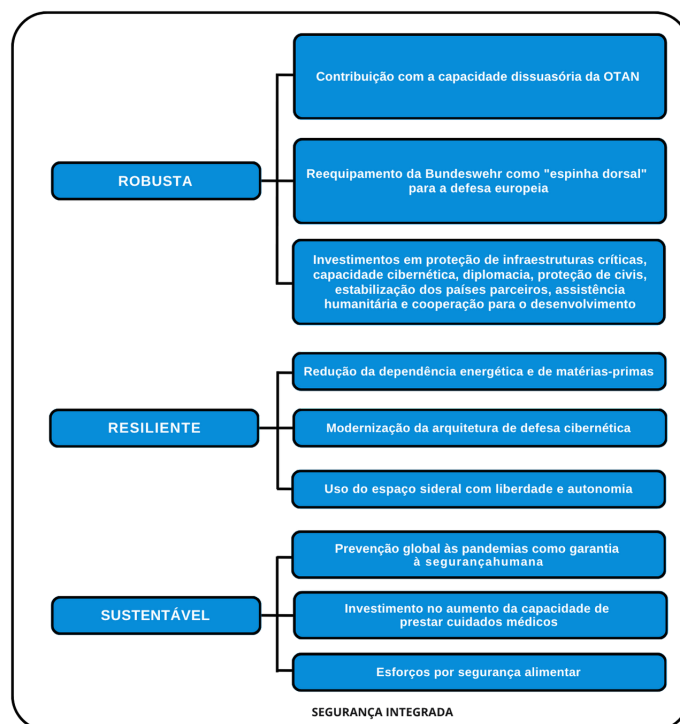 Contribuição com a capacidade dissuasória da OTAN
ROBUSTA
Reequipamento da Bundeswehr como "espinha dorsal"
para a defesa europeia
Investimentos em proteção de infraestruturas críticas,
capacidade cibernética, diplomacia, proteção de civis,
estabilização dos países parceiros, assistência
humanitária e cooperação para o desenvolvimento
Redução da dependência energética e de matérias-primas
RESILIENTE
Modernização da arquitetura de defesa cibernética
Uso do espaço sideral com liberdade e autonomia
Prevenção global às pandemias como garantia
à segurançahumana
SUSTENTÁVEL
Investimento no aumento da capacidade de
prestar cuidados médicos
Esforços por segurança alimentar
SEGURANÇA INTEGRADA